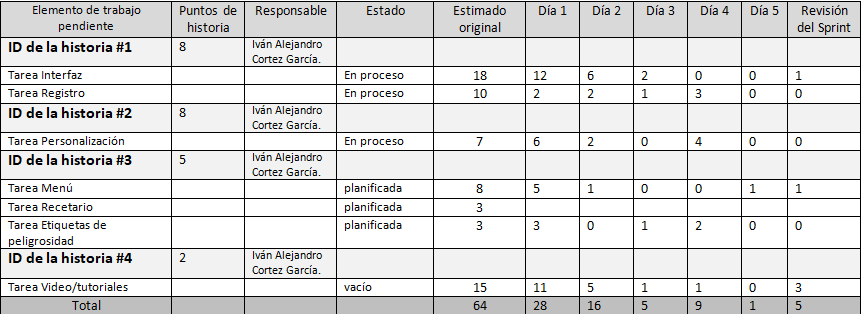 Elemento de trabajo pendiente Puntos de historia Responsable Estado Estimado original Día 1 Día 2 Día 3 Día 4 Día 5 Revisión del Sprint
ID de la historia #1 8 Iván Alejandro Cortez García.
Tarea Interfaz En proceso 18 12 6 2 0 0 1
Tarea Registro En proceso 10 2 2 1 3 0 0
ID de la historia #2 8 Iván Alejandro Cortez García.
Tarea Personalización En proceso 7 6 2 0 4 0 0
ID de la historia #3 5 Iván Alejandro Cortez García.
Tarea Menú planificada 8 5 1 0 0 1 1
Tarea Recetario planificada 3
Tarea Etiquetas de peligrosidad planificada 3 3 0 1 2 0 0
ID de la historia #4 2 Iván Alejandro Cortez García.
Tarea Video/tutoriales vacío 15 11 5 1 1 0 3
Total 64 28 16 5 9 1 5